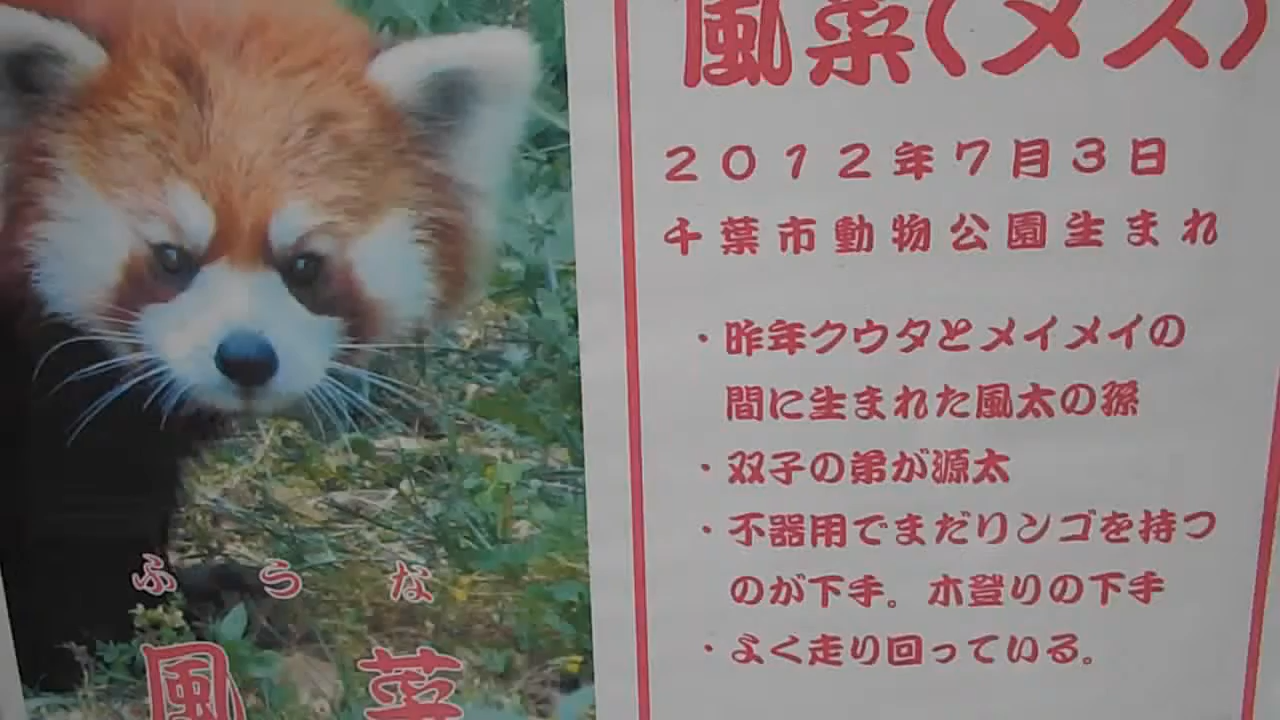 風菜(メス)
2012年7月3日
千葉市動物公園生まれ
・昨年クウタとメイメイの
間に生まれた風太の孫
・双子の弟が源太
・不器用でまだリンゴを持つ
のが下手。木登りの下手
・よく走り回っている。
ふうな
風菜